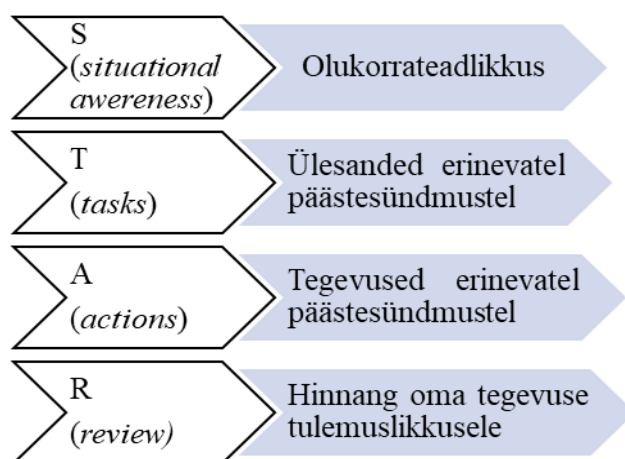 S
(situational
awereness)
Olukorrateadlikkus
T
(tasks)
Ülesanded erinevatel
päästesündmustel
A
(actions)
Tegevused erinevatel
päästesündmustel
R
(review)
Hinnang oma tegevuse
tulemuslikkusele